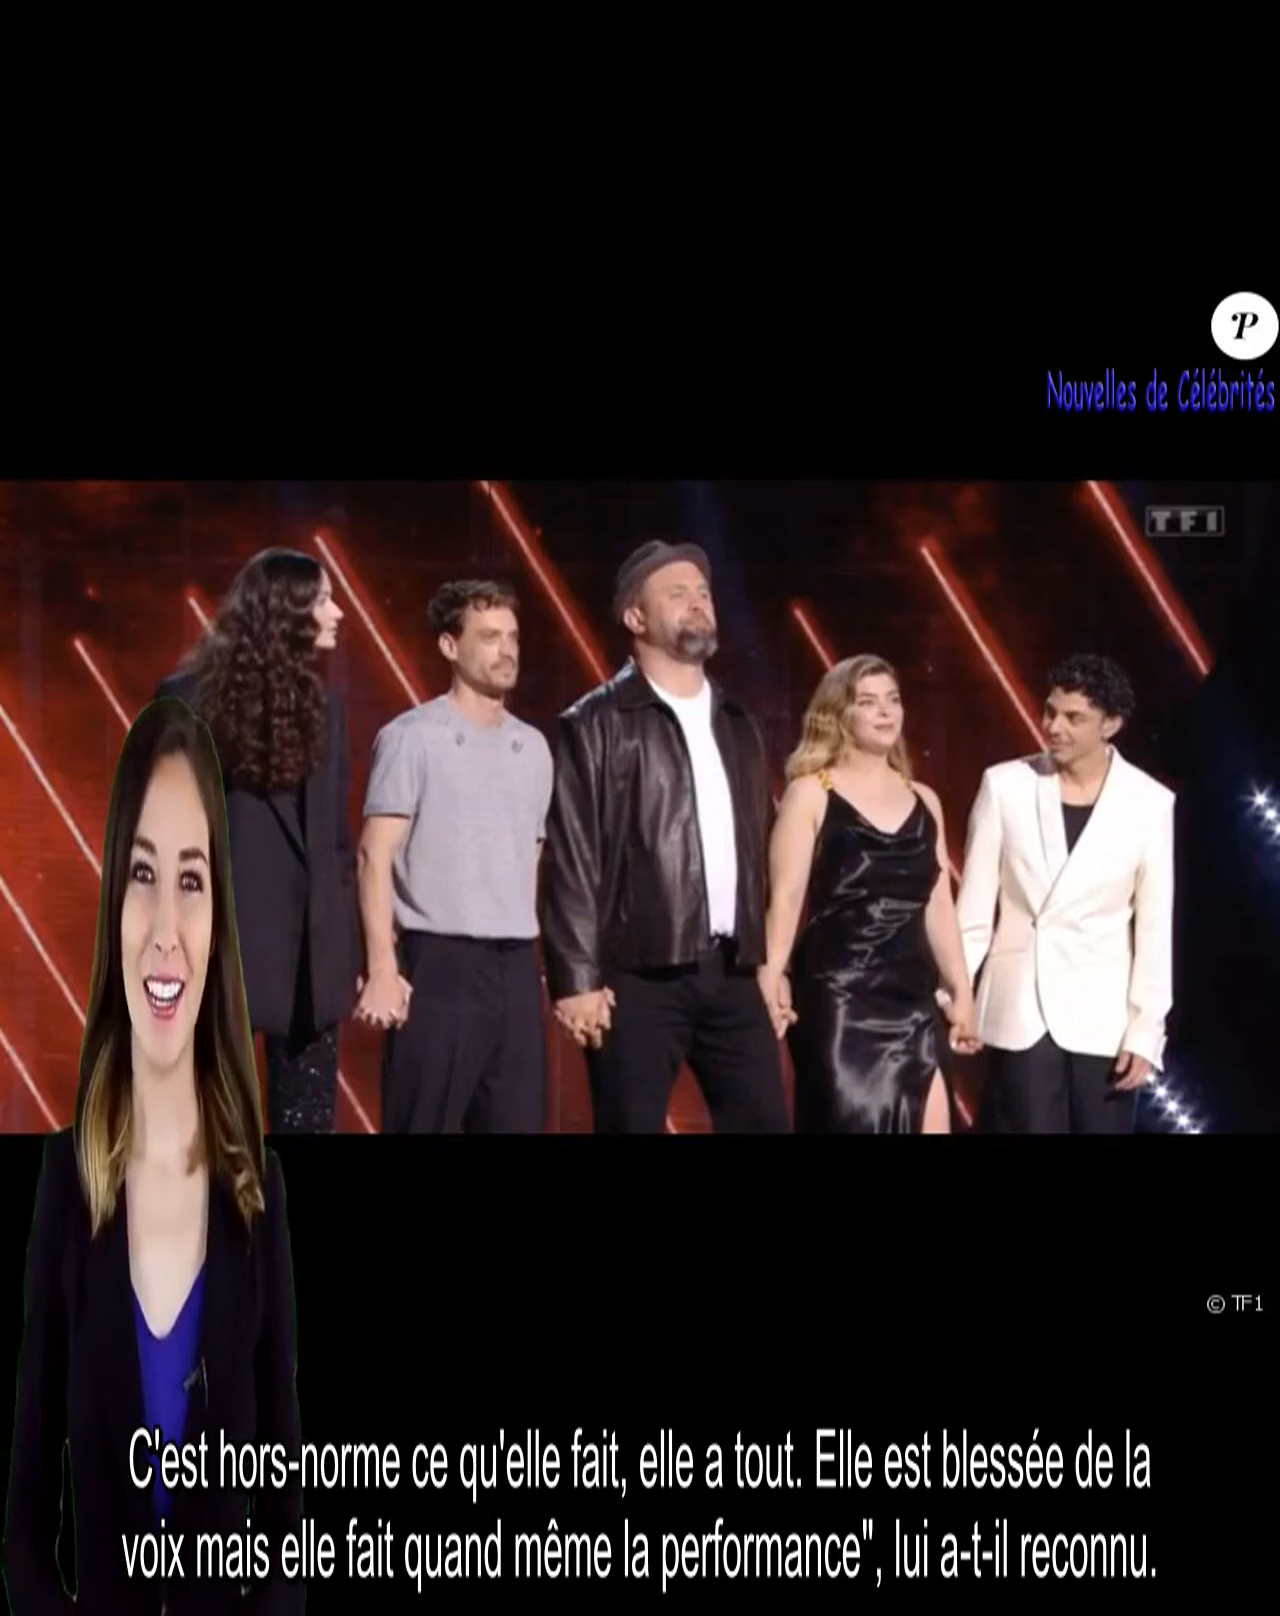 P
Nouvelles de Célébrités
TF1
© TF1
C'est hors-norme ce qu'elle fait, elle a tout. Elle est blessée de la
voix mais elle fait quand même la performance", lui a-t-il reconnu.